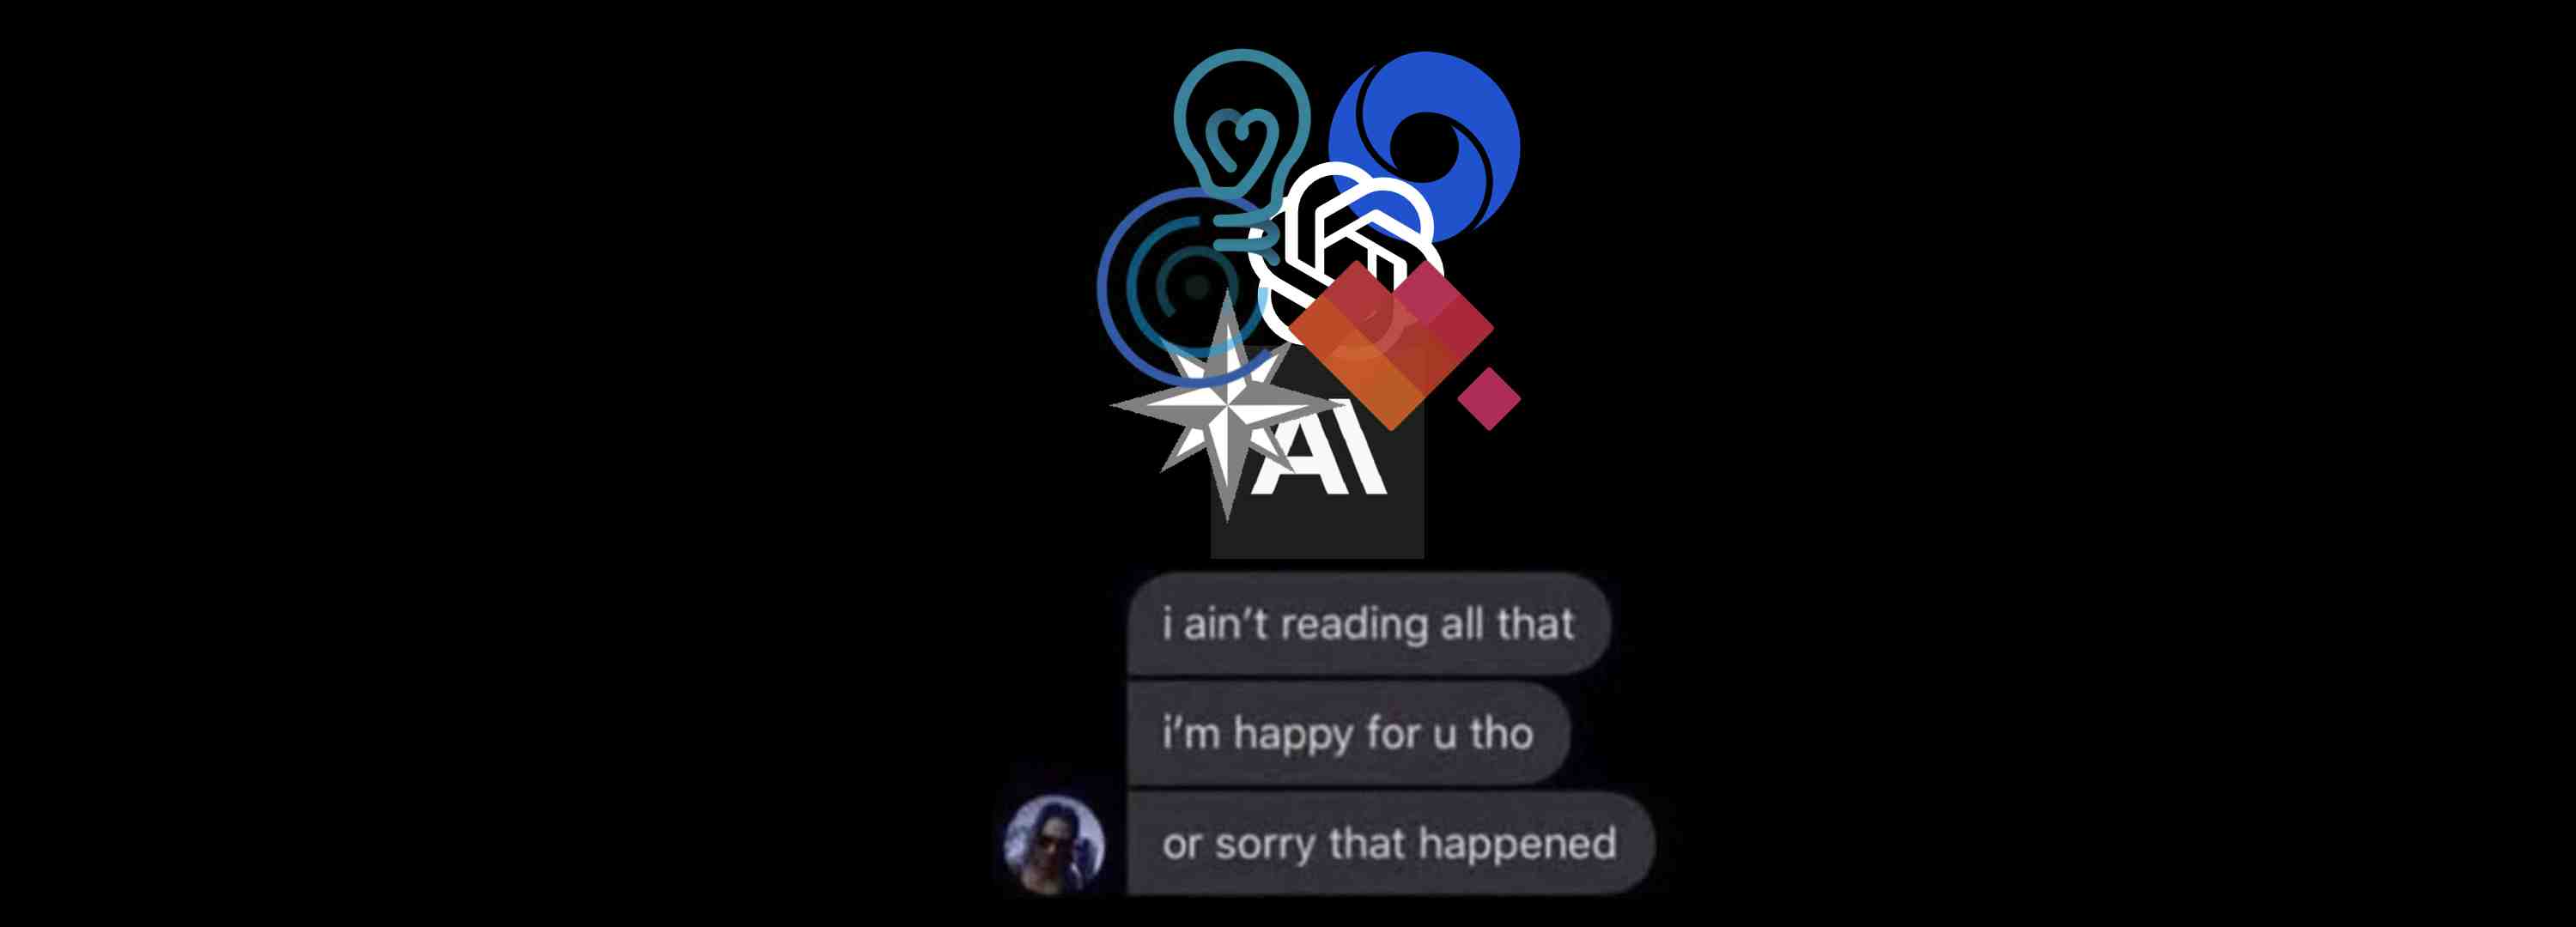 AI
i ain't reading all that
i'm happy for u tho
or sorry that happened